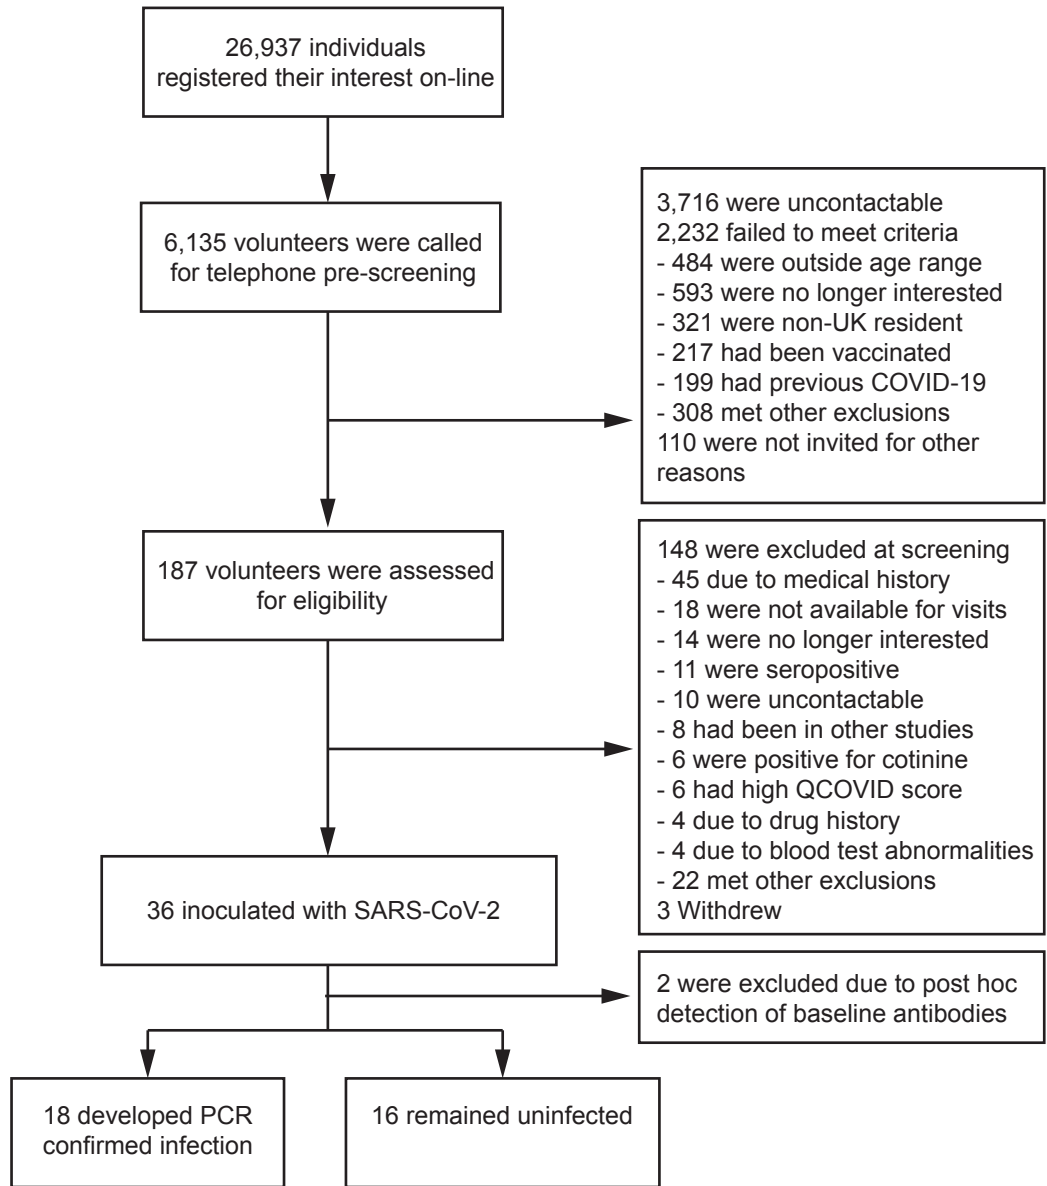 26,937 individuals
registered their interest on-line
6,135 volunteers were called
for telephone pre-screening
3,716 were uncontactable
2,232 failed to meet criteria
- 484 were outside age range
- 593 were no longer interested
- 321 were non-UK resident
- 217 had been vaccinated
- 199 had previous COVID-19
- 308 met other exclusions
110 were not invited for other
reasons
187 volunteers were assessed
for eligibility
148 were excluded at screening
- 45 due to medical history
- 18 were not available for visits
- 14 were no longer interested
- 11 were seropositive
- 10 were uncontactable
- 8 had been in other studies
- 6 were positive for cotinine
- 6 had high QCOVID score
- 4 due to drug history
- 4 due to blood test abnormalities
- 22 met other exclusions
3 Withdrew
36 inoculated with SARS-CoV-2
2 were excluded due to post hoc
detection of baseline antibodies
18 developed PCR
confirmed infection
16 remained uninfected